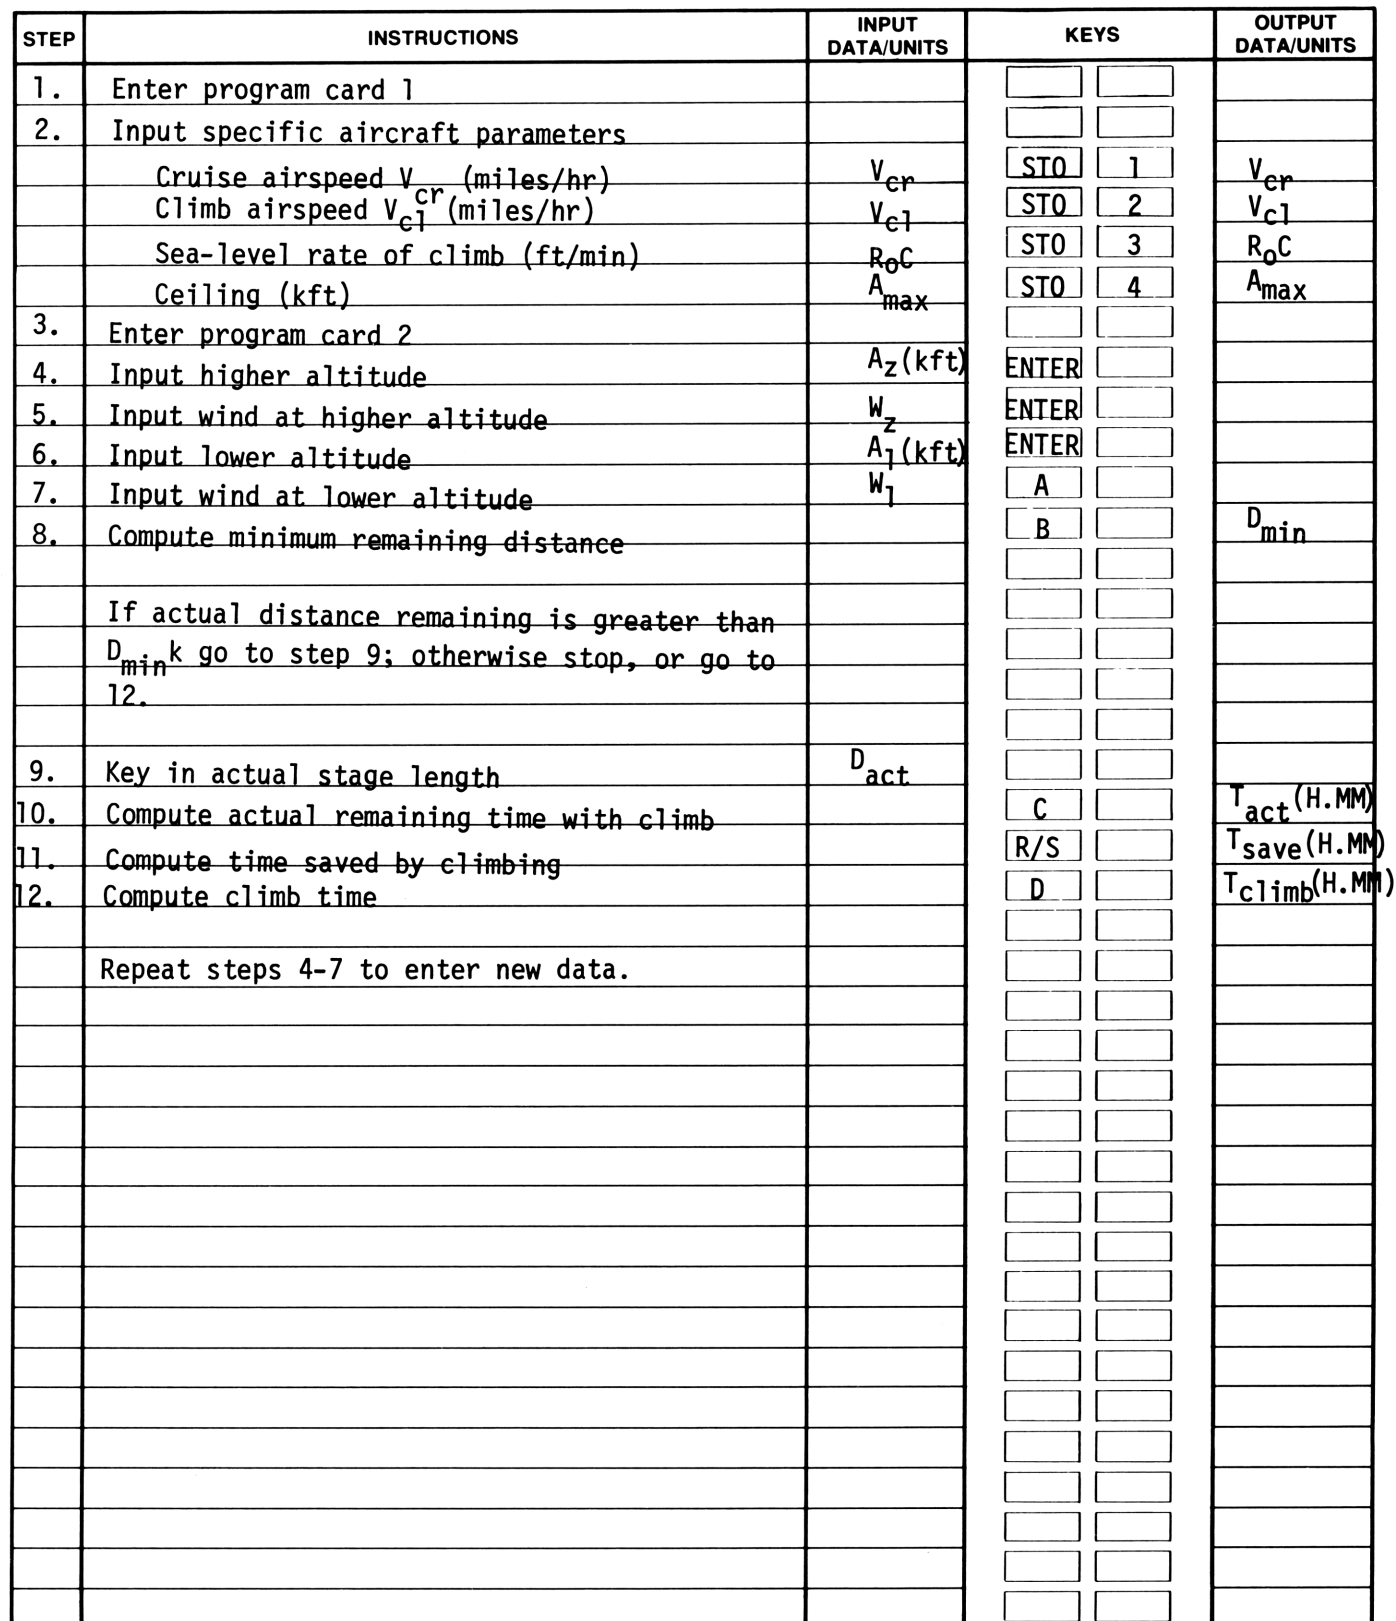 STEP INSTRUCTIONS INPUT DATA/UNITS KEYS OUTPUT DATA/UNITS
1. Enter program card 1
2. Input specific aircraft parameters
Cruise airspeed Vcr (miles/hr) Vcr STO 1 Vcr
Climb airspeed Vcl (miles/hr) Vcl STO 2 Vcl
Sea-level rate of climb (ft/min) RoC STO 3 RoC
Ceiling (kft) Amax STO 4 Amax
3. Enter program card 2
4. Input higher altitude Az(kft) ENTER
5. Input wind at higher altitude Wz ENTER
6. Input lower altitude Al(kft) ENTER
7. Input wind at lower altitude Wl A
8. Compute minimum remaining distance B Dmin
If actual distance remaining is greater than
Dmink go to step 9; otherwise stop, or go to
12.
9. Key in actual stage length Dact
10. Compute actual remaining time with climb C Tact(H.MM)
11. Compute time saved by climbing R/S Tsave(H.MM)
12. Compute climb time D Tclimb(H.MM)
Repeat steps 4-7 to enter new data.